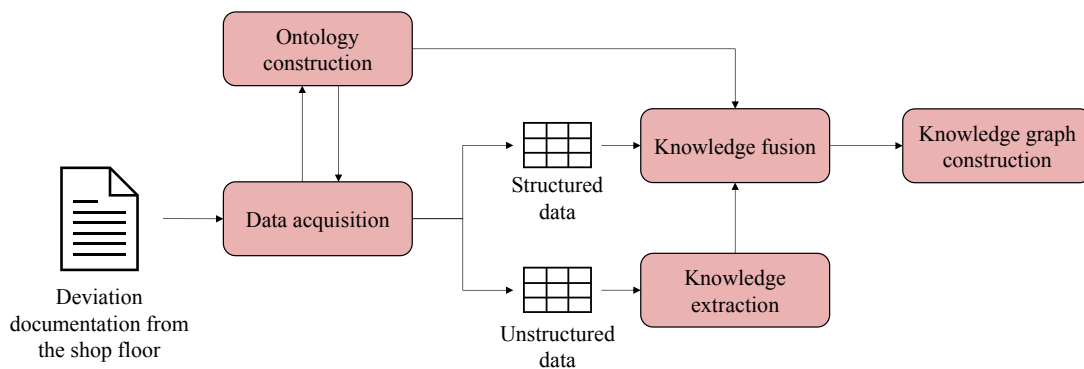 Ontology
construction
Knowledge fusion
Knowledge graph
construction
Structured
data
Data acquisition
Knowledge
extraction
Deviation
documentation from
the shop floor
Unstructured
data